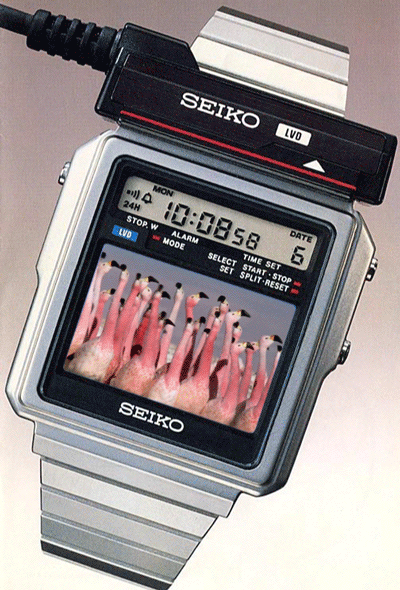 SEIKO
LVD
MON
24H
10:08 58
DATE
6
STOP. W
ALARM
TIME SET
LVD
MODE
SELECT
START·STOP
SET
SPLIT·RESET
SEIKO